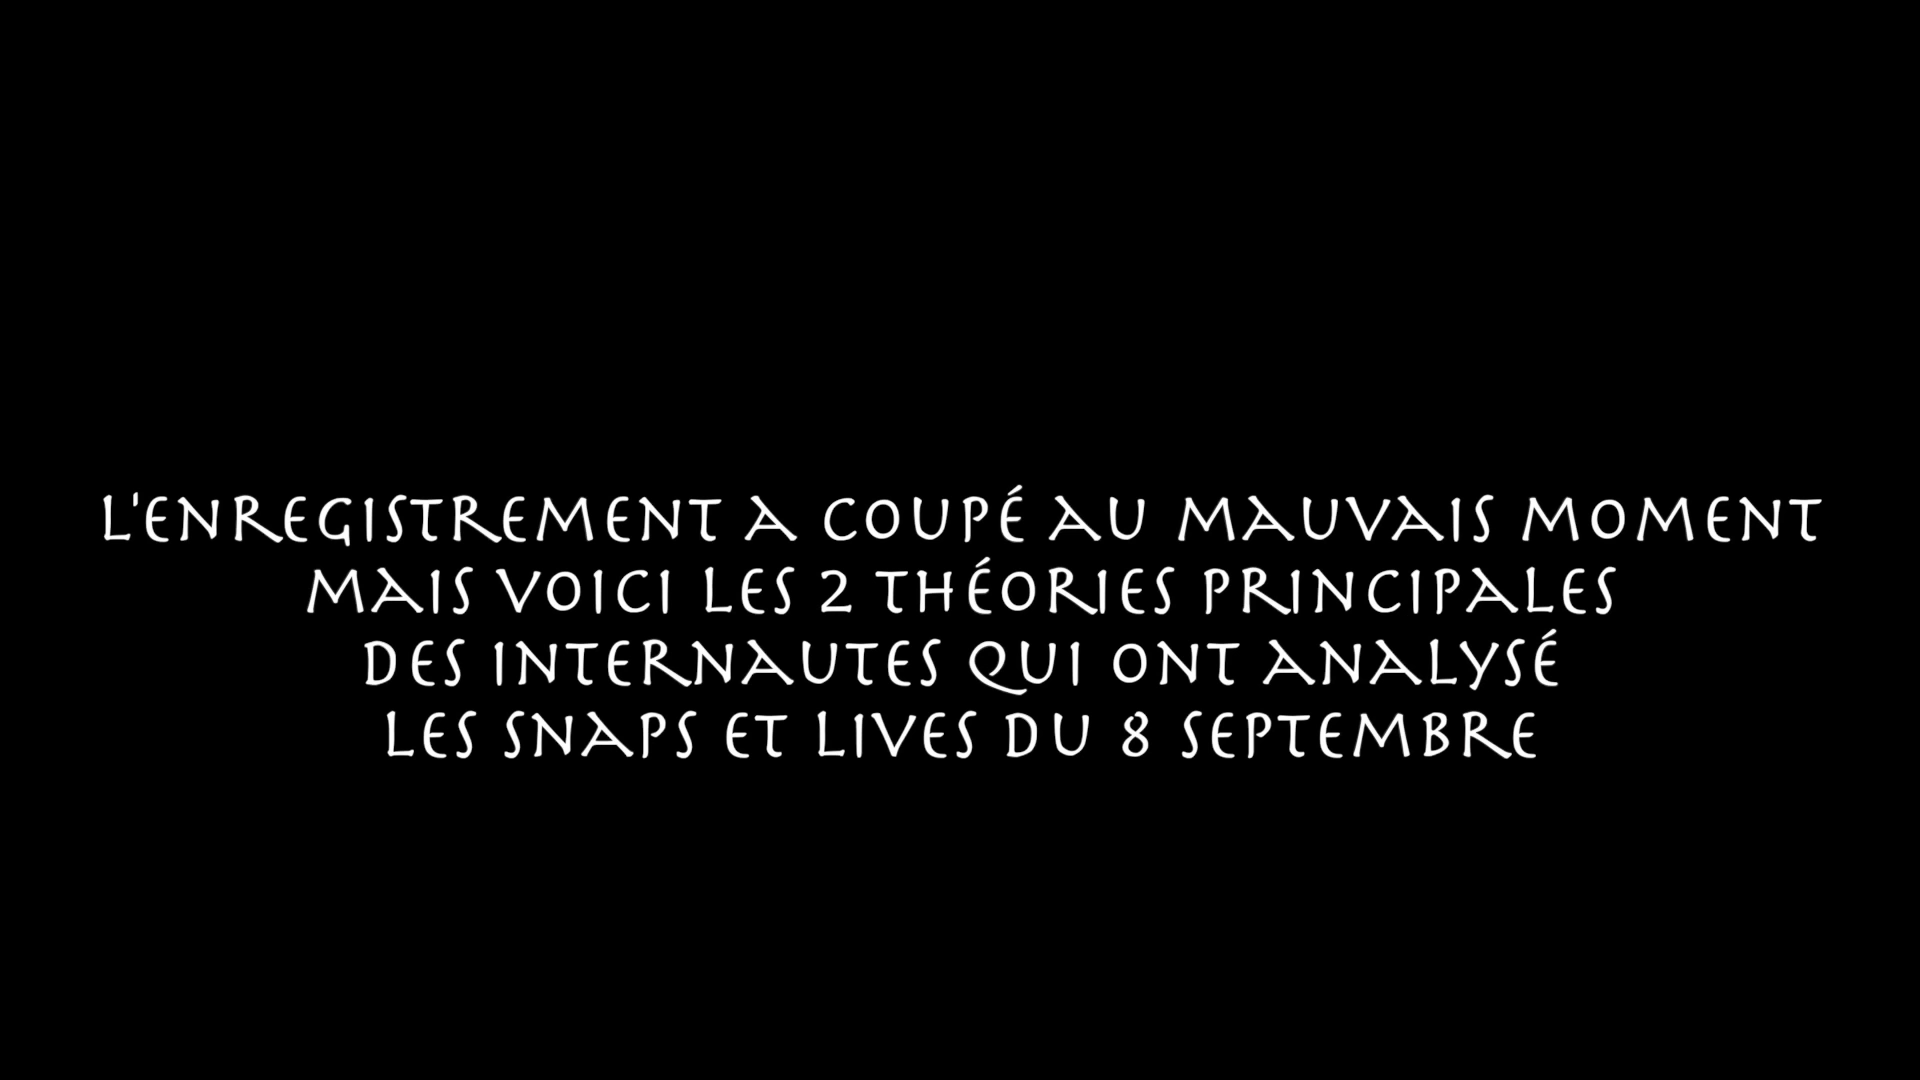 L'ENREGISTREMENT A COUPÉ AU MAUVAIS MOMENT
MAIS VOICI LES 2 THÉORIES PRINCIPALES
DES INTERNAUTES QUI ONT ANALYSÉ
LES SNAPS ET LIVES DU 8 SEPTEMBRE